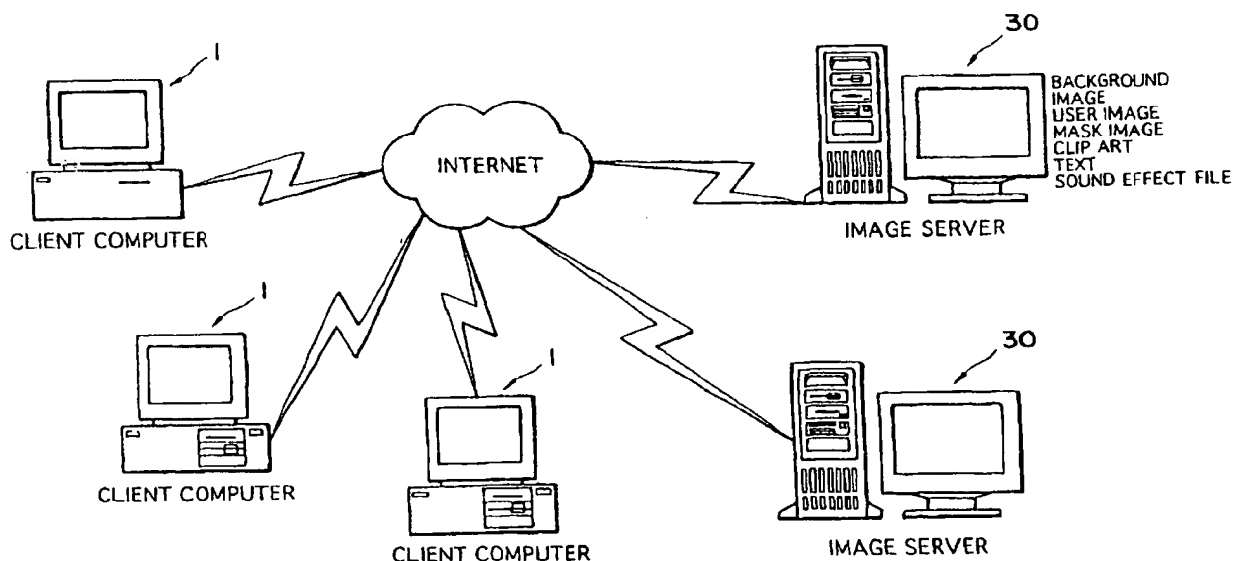 1
30
BACKGROUND
IMAGE
USER IMAGE
MASK IMAGE
CLIP ART
TEXT
SOUND EFFECT FILE
INTERNET
CLIENT COMPUTER
IMAGE SERVER
1
1
30
CLIENT COMPUTER
CLIENT COMPUTER
IMAGE SERVER